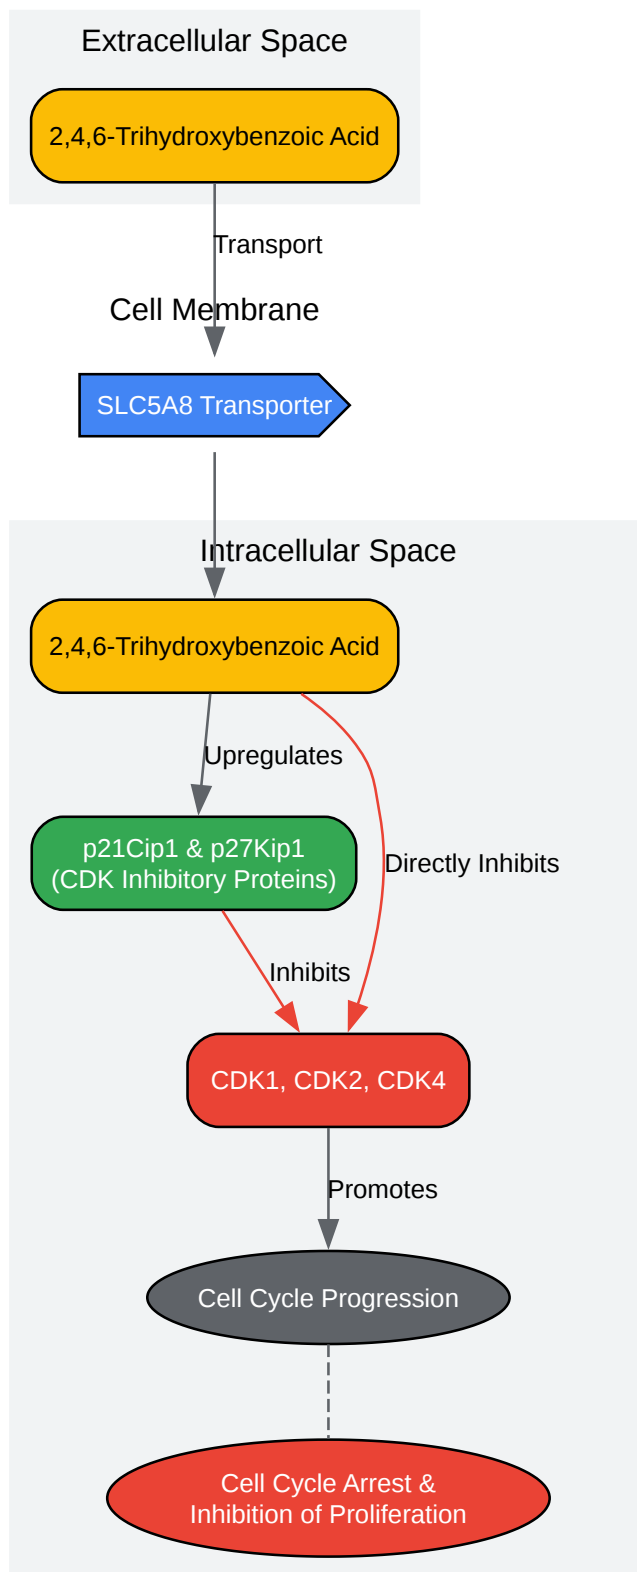 Extracellular Space
2,4,6-Trihydroxybenzoic Acid
Transport
Cell Membrane
SLC5A8 Transporter
Intracellular Space
2,4,6-Trihydroxybenzoic Acid
Upregulates
p21Cip1 & p27Kip1
(CDK Inhibitory Proteins)
Directly Inhibits
Inhibits
CDK1, CDK2, CDK4
Promotes
Cell Cycle Progression
Cell Cycle Arrest &
Inhibition of Proliferation